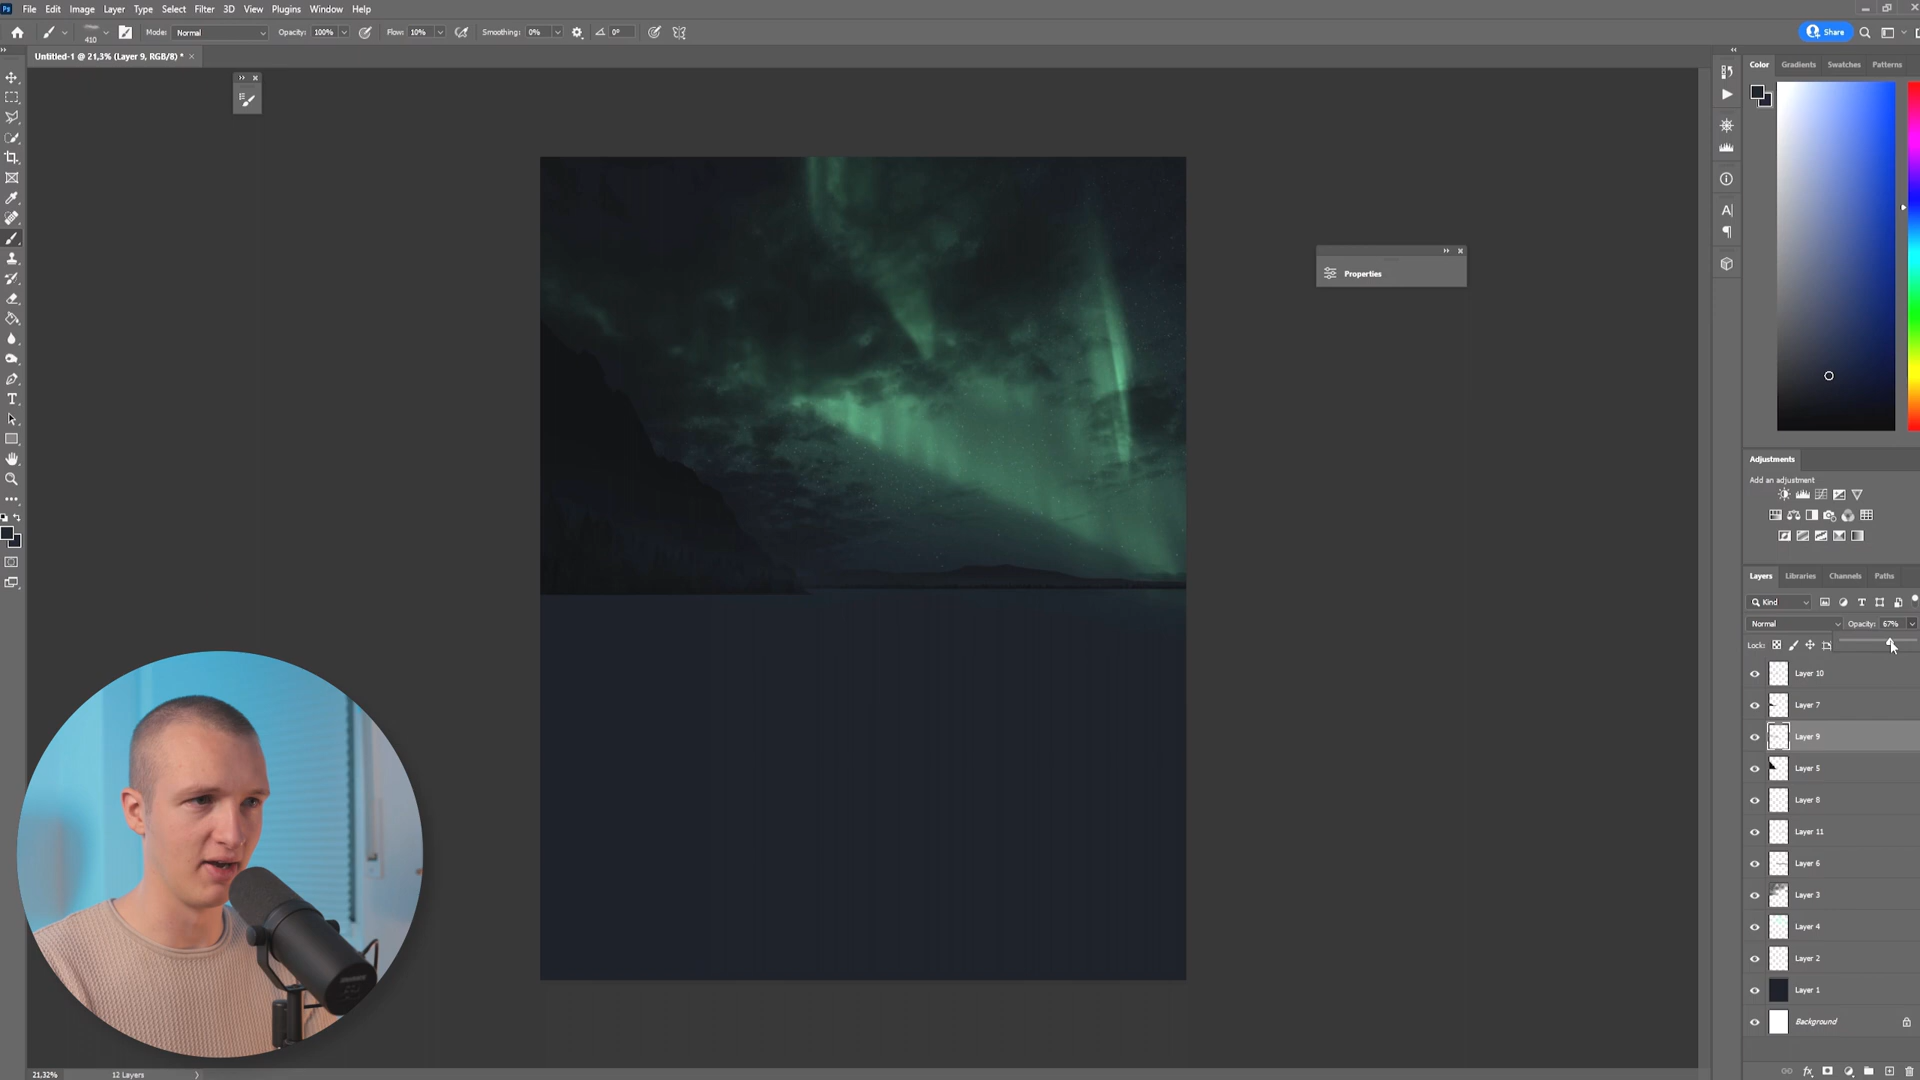 Ps File Edit Image Layer Type Select Filter 3D View Plugins Window Help
410 Mode: Normal Opacity: 100% Flow: 10% Smoothing: 0% 0° Share
Untitled-1 @ 21,3% (Layer 9, RGB/8) *
Color Gradients Swatches Patterns
Properties
Adjustments
Add an adjustment
Layers Libraries Channels Paths
Kind
Normal Opacity: 67%
Lock:
Layer 10
Layer 7
Layer 9
Layer 5
Layer 8
Layer 11
Layer 6
Layer 3
Layer 4
Layer 2
Layer 1
Background
21,32% 12 Layers